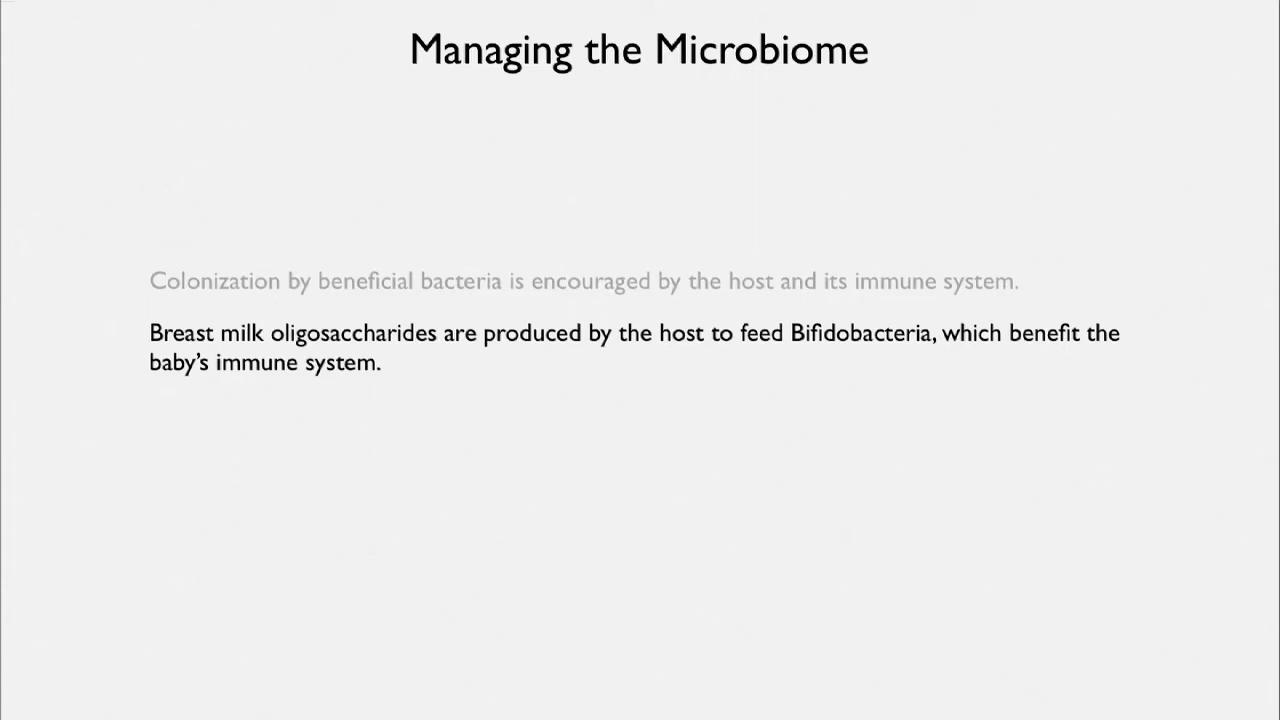 Managing the Microbiome
Colonization by beneficial bacteria is encouraged by the host and its immune system.
Breast milk oligosaccharides are produced by the host to feed Bifidobacteria, which benefit the
baby’s immune system.